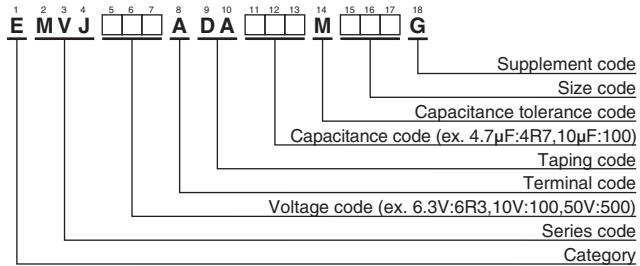 1 2 3 4 5 6 7 8 9 10 11 12 13 14 15 16 17 18
E M V J □□□ A D A □□□ M □□□ G
Supplement code
Size code
Capacitance tolerance code
Capacitance code (ex. 4.7µF:4R7,10µF:100)
Taping code
Terminal code
Voltage code (ex. 6.3V:6R3,10V:100,50V:500)
Series code
Category